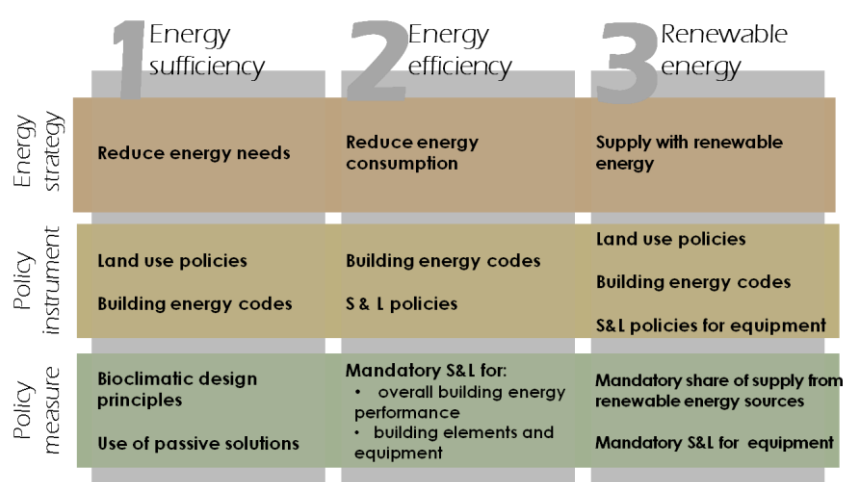 1 Energy
sufficiency
2 Energy
efficiency
3 Renewable
energy
Energy
strategy
Reduce energy needs
Reduce energy
consumption
Supply with renewable
energy
Policy
instrument
Land use policies
Building energy codes
Building energy codes
S & L policies
Land use policies
Building energy codes
S&L policies for equipment
Policy
measure
Bioclimatic design
principles
Use of passive solutions
Mandatory S&L for:
• overall building energy
performance
• building elements and
equipment
Mandatory share of supply from
renewable energy sources
Mandatory S&L for equipment